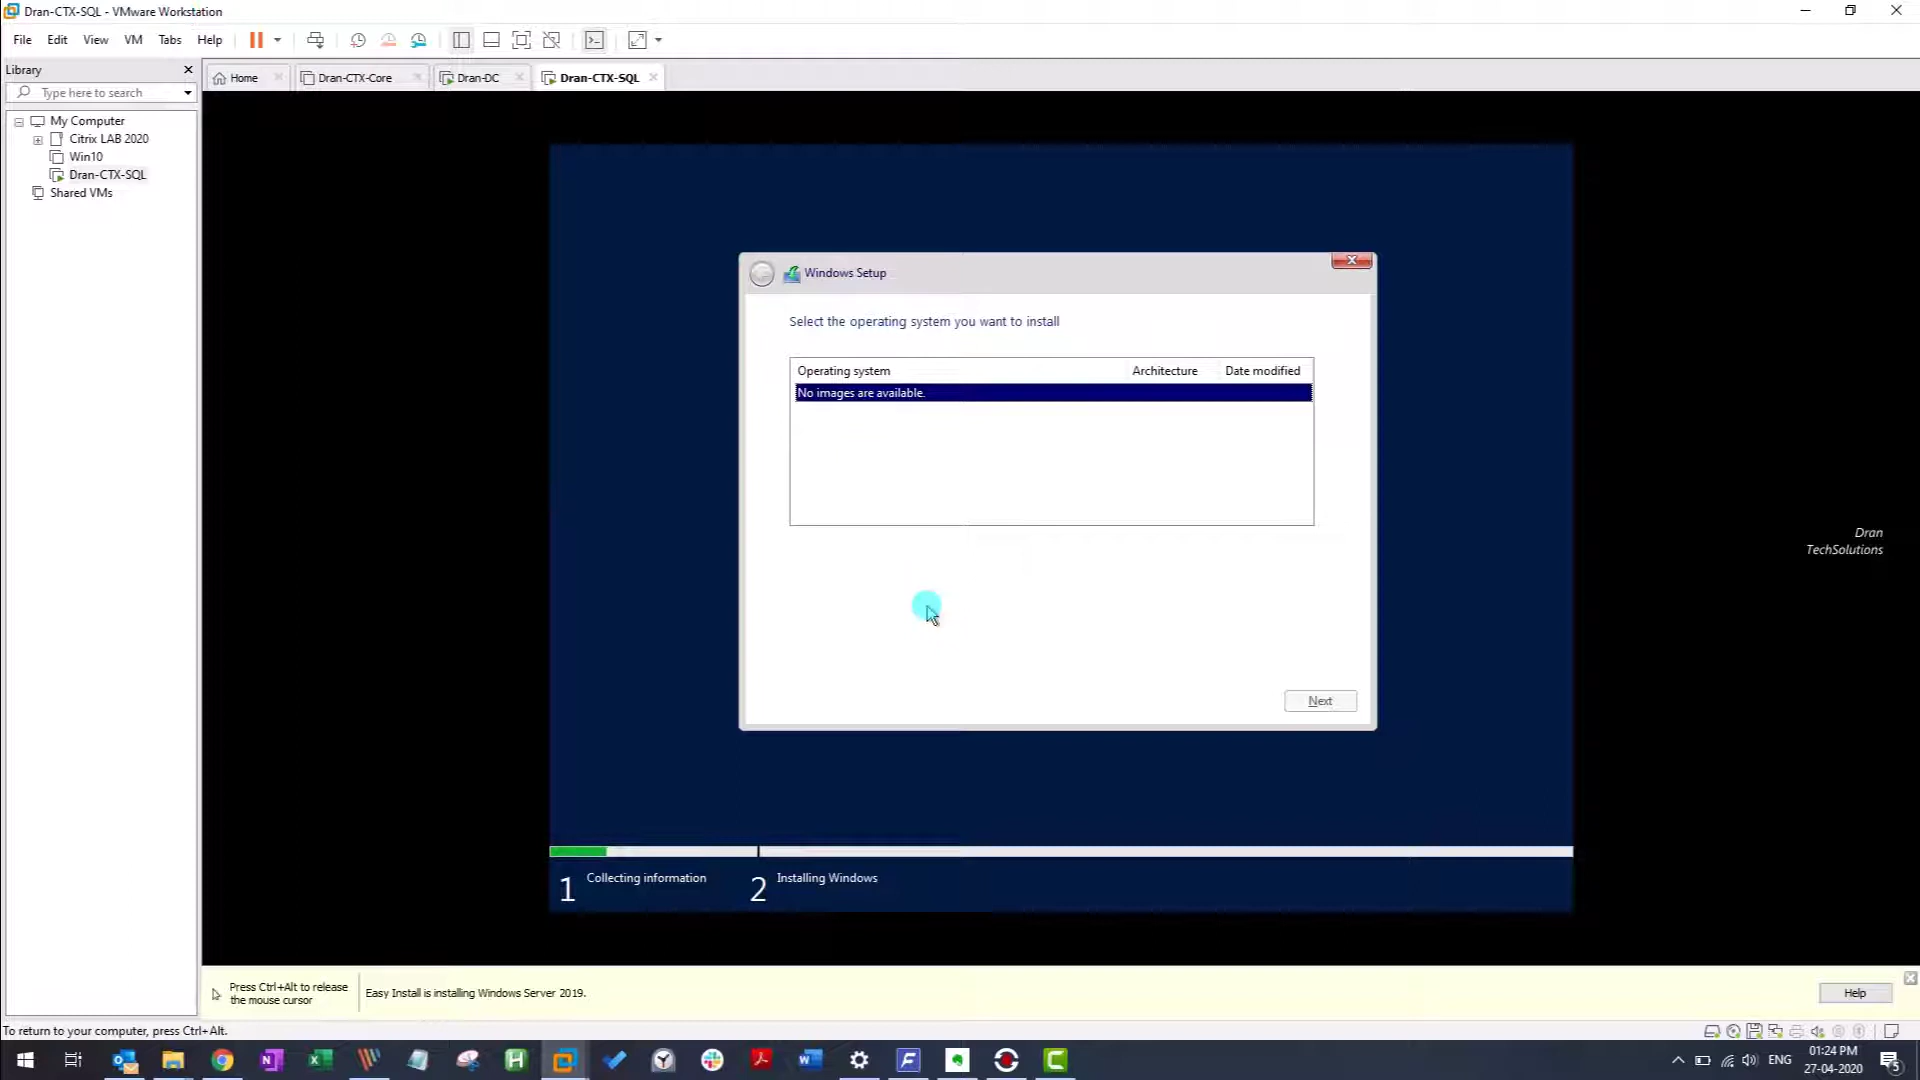 Dran-CTX-SQL - VMware Workstation
File Edit View VM Tabs Help
Library
Type here to search
My Computer
Citrix LAB 2020
Win10
Dran-CTX-SQL
Shared VMs
Home Dran-CTX-Core Dran-DC Dran-CTX-SQL
Windows Setup
Select the operating system you want to install
Operating system Architecture Date modified
No images are available.
Next
Dran
TechSolutions
1 Collecting information 2 Installing Windows
Press Ctrl+Alt to release
the mouse cursor
Easy Install is installing Windows Server 2019.
Help
To return to your computer, press Ctrl+Alt.
ENG
01:24 PM
27-04-2020
5